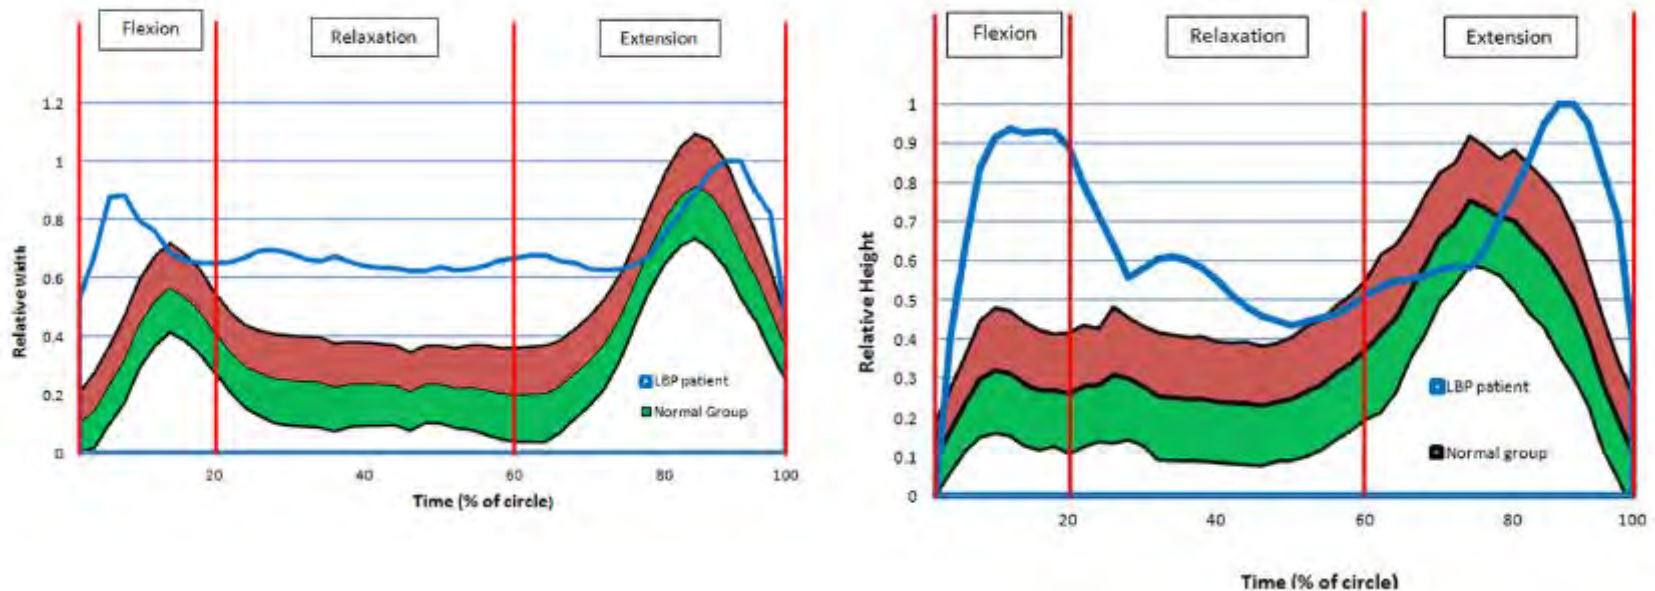 Flexion
Relaxation
Extension
1.2
1
0.8
0.6
0.4
0.2
0
Relative Width
LBP patient
Normal Group
20
40
60
80
100
Time (% of circle)
Flexion
Relaxation
Extension
1
0.9
0.8
0.7
0.6
0.5
0.4
0.3
0.2
0.1
0
Relative Height
LBP patient
Normal group
20
40
60
80
100
Time (% of circle)